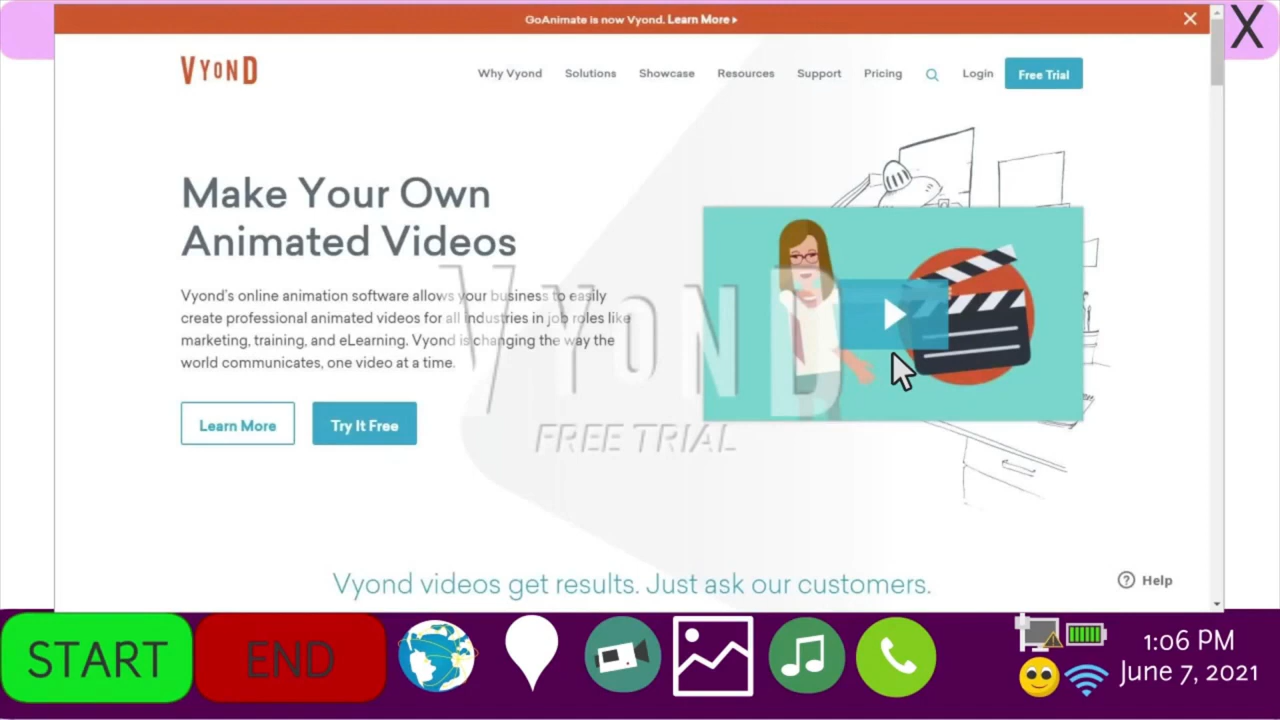 GoAnimate is now Vyond. Learn More
X
VYOND
Why Vyond Solutions Showcase Resources Support Pricing Login Free Trial
Make Your Own
Animated Videos
Vyond's online animation software allows your business to easily
create professional animated videos for all industries in job roles like
marketing, training, and eLearning. Vyond is changing the way the
world communicates, one video at a time.
Learn More Try It Free
VYOND
FREE TRIAL
Vyond videos get results. Just ask our customers.
? Help
START END
1:06 PM
June 7, 2021